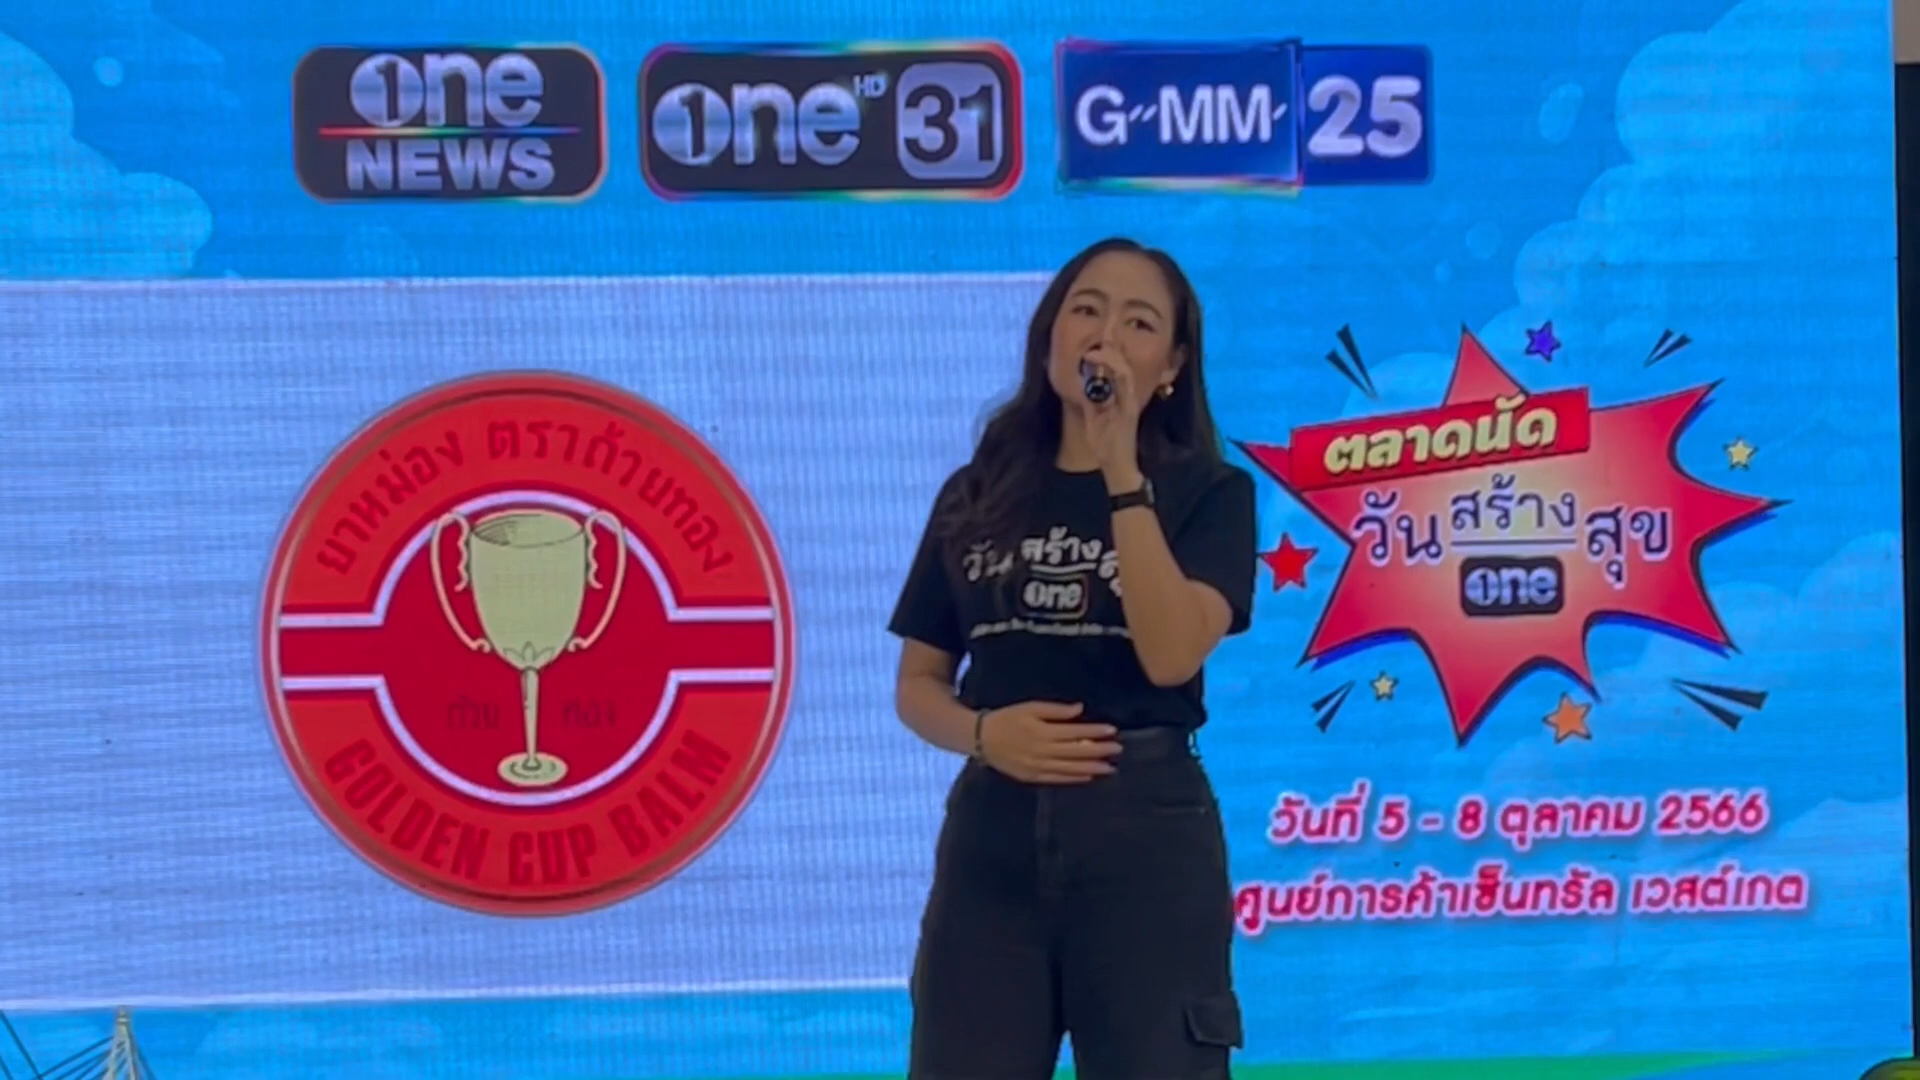 one
NEWS
one HD 31
GMM 25
ยาหม่อง ตราถ้วยทอง
ถ้วย ทอง
GOLDEN CUP BALM
วัน สร้าง สุ
one
ตลาดนัด
วัน สร้าง สุข
one
วันที่ 5 - 8 ตุลาคม 2566
ศูนย์การค้าเซ็นทรัล เวสต์เกต